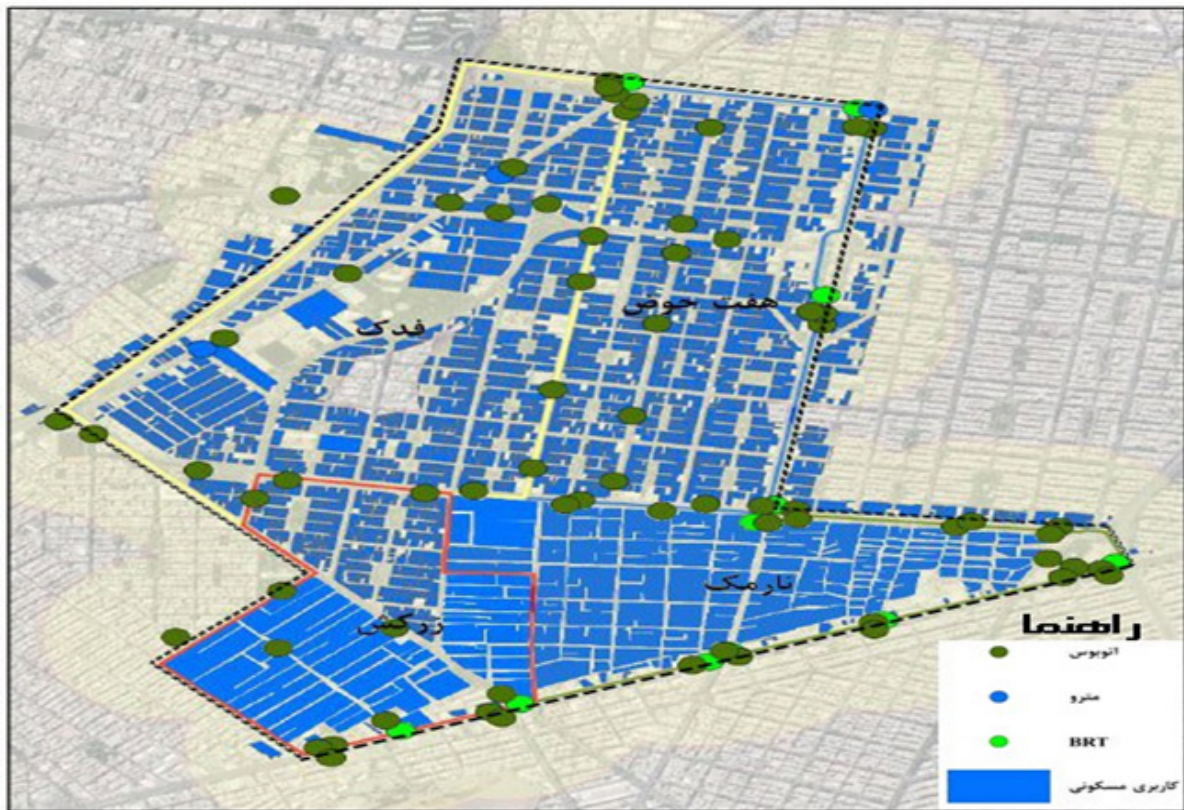 هفت حوض
فدک
نارمک
زرکش
راهنما
اتوبوس
مترو
BRT
کاربری مسکونی